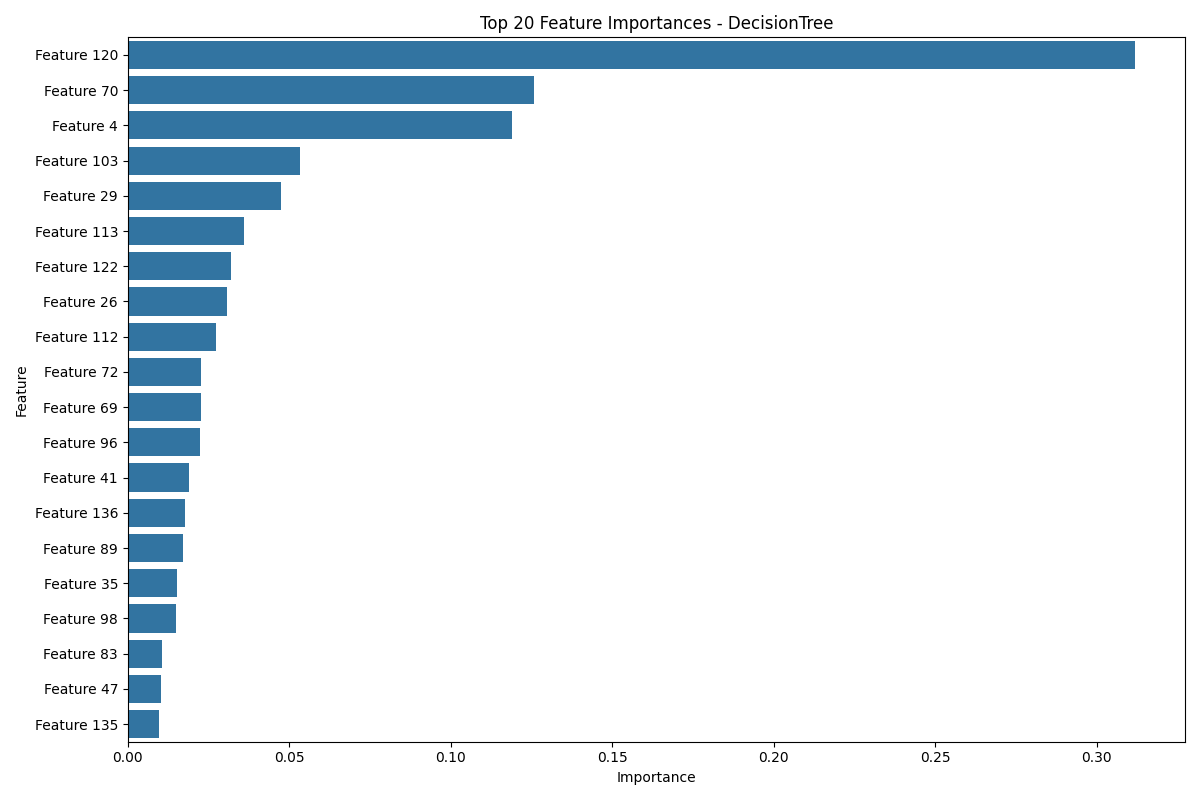 Top 20 Feature Importances - DecisionTree
Feature 120
Feature 70
Feature 4
Feature 103
Feature 29
Feature 113
Feature 122
Feature 26
Feature 112
Feature 72
Feature 69
Feature 96
Feature 41
Feature 136
Feature 89
Feature 35
Feature 98
Feature 83
Feature 47
Feature 135
Feature
0.00 0.05 0.10 0.15 0.20 0.25 0.30
Importance